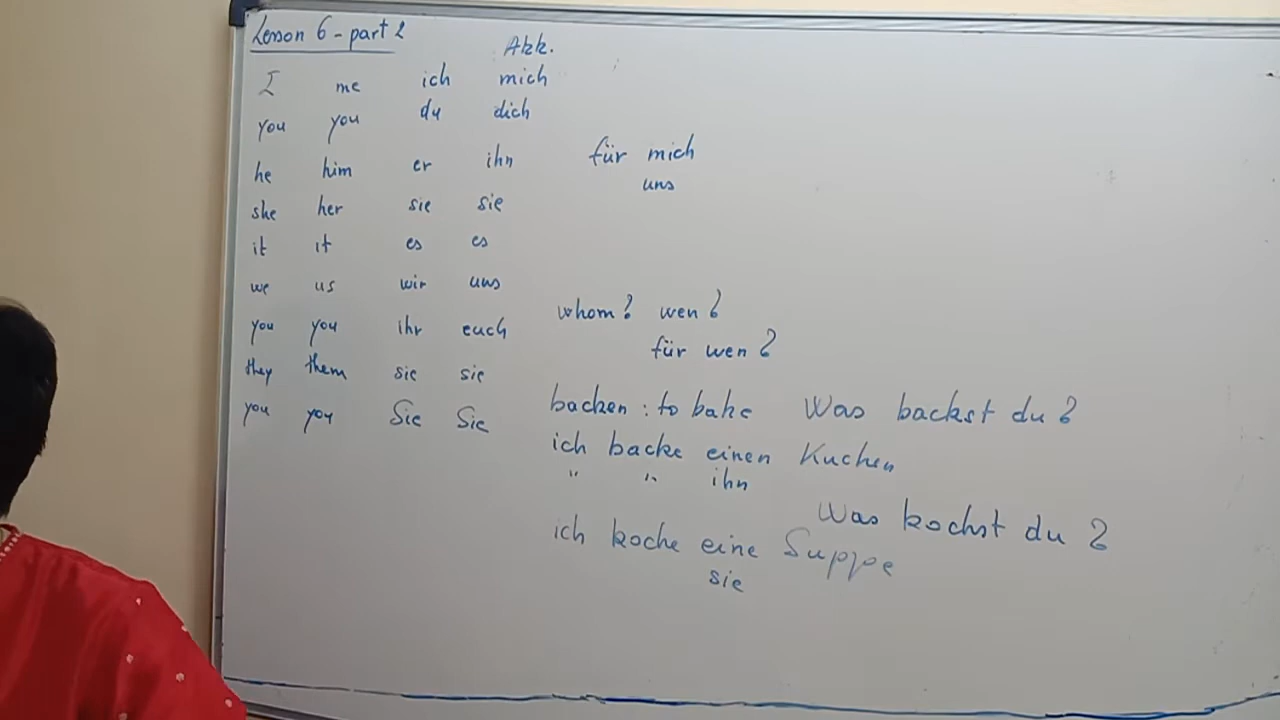 Lesson 6 - part 2
Akk.
I me ich mich
you you du dich
he him er ihn
she her sie sie
it it es es
we us wir uns
you you ihr euch
they them sie sie
you you Sie Sie
für mich
uns
whom? wen?
für wen?
backen : to bake Was backst du?
ich backe einen Kuchen
" " ihn
Was kochst du?
ich koche eine Suppe
sie